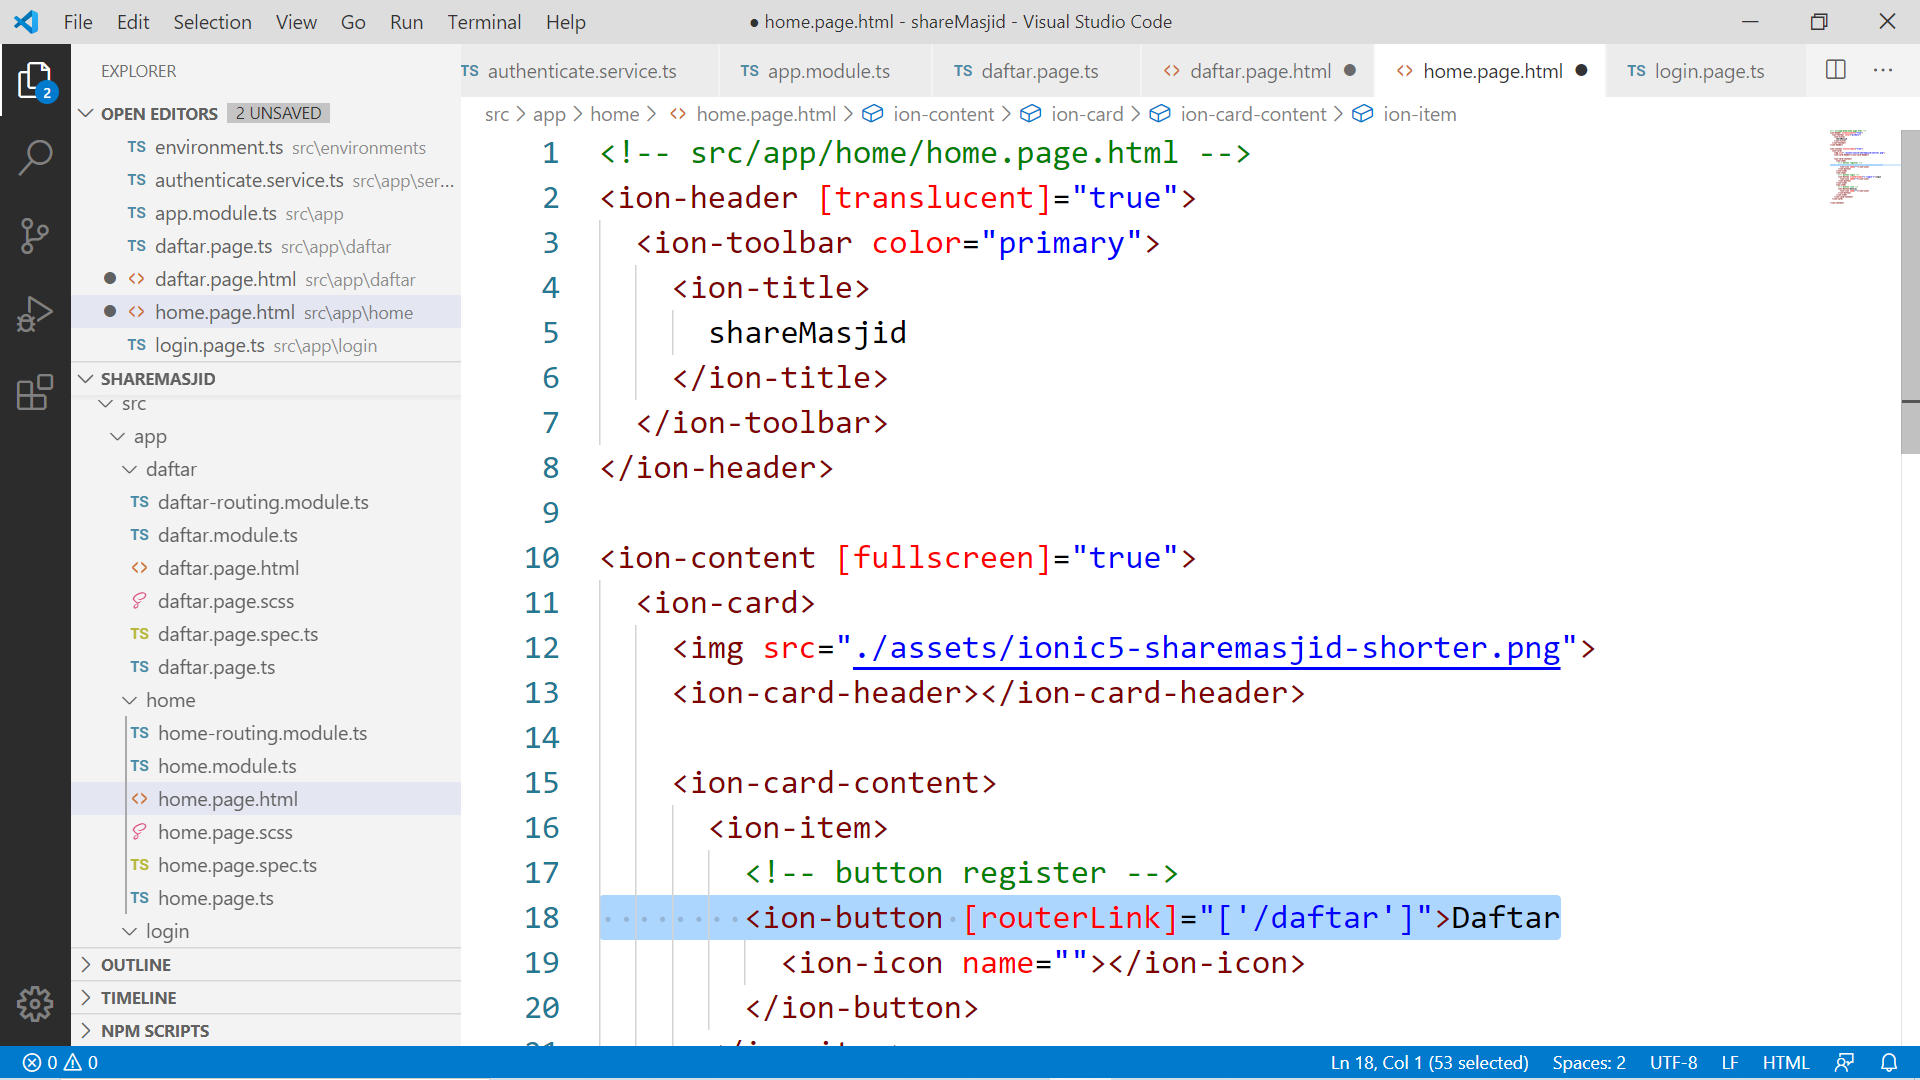 File Edit Selection View Go Run Terminal Help
● home.page.html - shareMasjid - Visual Studio Code
EXPLORER
2
OPEN EDITORS 2 UNSAVED
TS environment.ts src\environments
TS authenticate.service.ts src\app\ser...
TS app.module.ts src\app
TS daftar.page.ts src\app\daftar
● <> daftar.page.html src\app\daftar
● <> home.page.html src\app\home
TS login.page.ts src\app\login
SHAREMASJID
src
app
daftar
TS daftar-routing.module.ts
TS daftar.module.ts
<> daftar.page.html
daftar.page.scss
TS daftar.page.spec.ts
TS daftar.page.ts
home
TS home-routing.module.ts
TS home.module.ts
<> home.page.html
home.page.scss
TS home.page.spec.ts
TS home.page.ts
login
OUTLINE
TIMELINE
NPM SCRIPTS
TS authenticate.service.ts TS app.module.ts TS daftar.page.ts <> daftar.page.html ● <> home.page.html ● TS login.page.ts ...
src > app > home > <> home.page.html > ion-content > ion-card > ion-card-content > ion-item
1 <!-- src/app/home/home.page.html -->
2 <ion-header [translucent]="true">
3 <ion-toolbar color="primary">
4 <ion-title>
5 shareMasjid
6 </ion-title>
7 </ion-toolbar>
8 </ion-header>
9
10 <ion-content [fullscreen]="true">
11 <ion-card>
12 <img src="./assets/ionic5-sharemasjid-shorter.png">
13 <ion-card-header></ion-card-header>
14
15 <ion-card-content>
16 <ion-item>
17 <!-- button register -->
18 <ion-button [routerLink]="['/daftar']">Daftar
19 <ion-icon name=""></ion-icon>
20 </ion-button>
0 0
Ln 18, Col 1 (53 selected) Spaces: 2 UTF-8 LF HTML